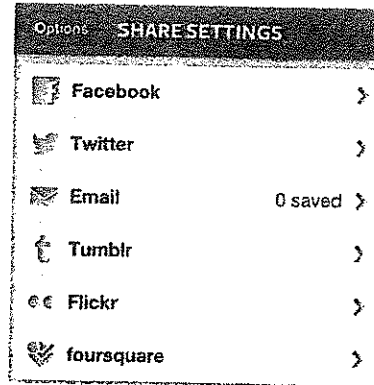 Options SHARE SETTINGS
Facebook
Twitter
Email 0 saved
Tumblr
Flickr
foursquare